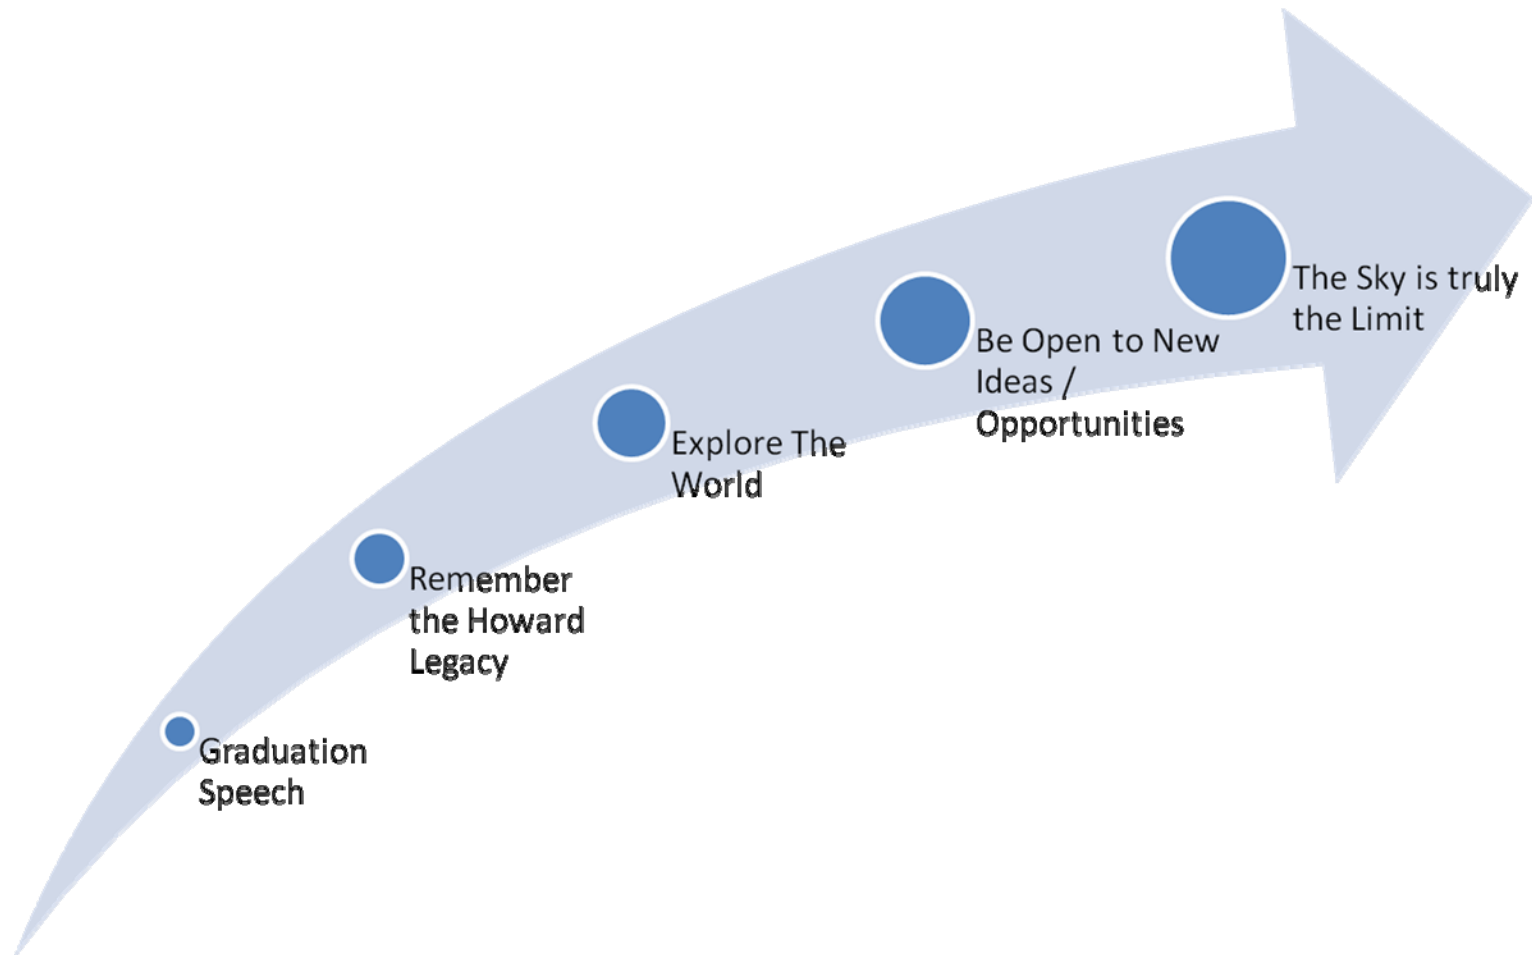 Graduation
Speech
Remember
the Howard
Legacy
Explore The
World
Be Open to New
Ideas /
Opportunities
The Sky is truly
the Limit